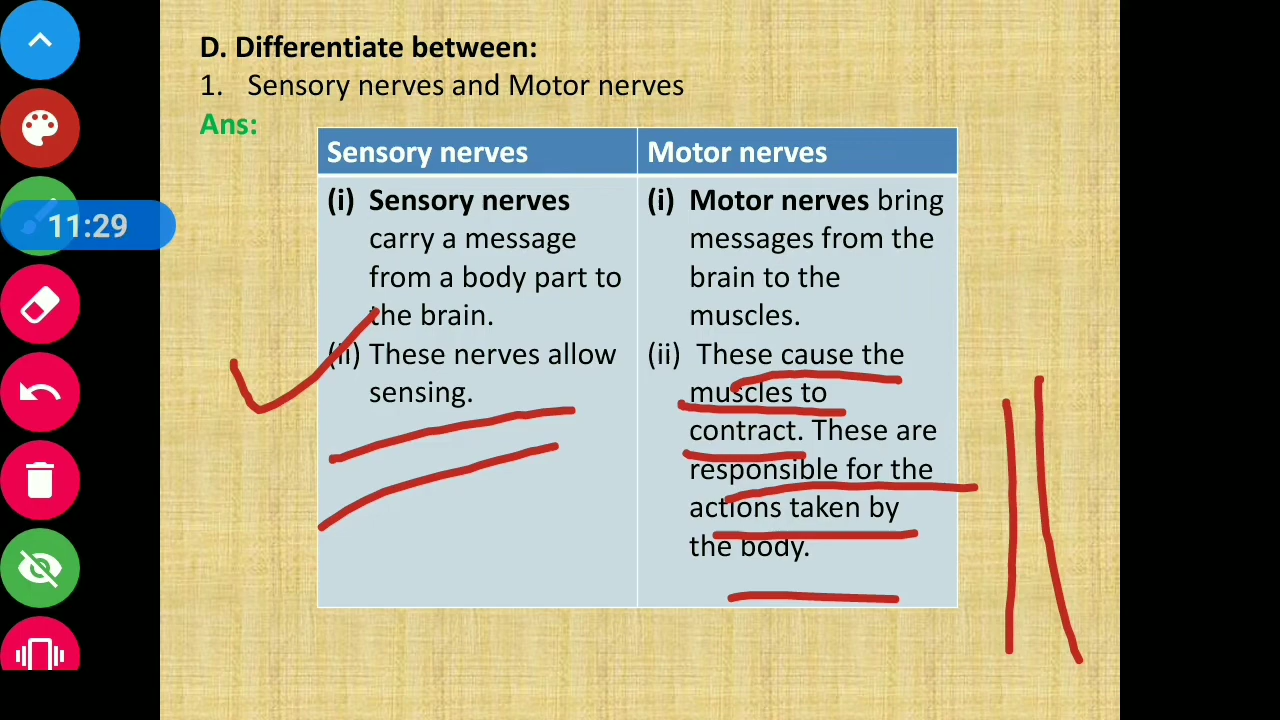 D. Differentiate between:
1. Sensory nerves and Motor nerves
Ans:
Sensory nerves
(i) Sensory nerves
carry a message
from a body part to
the brain.
(ii) These nerves allow
sensing.
Motor nerves
(i) Motor nerves bring
messages from the
brain to the
muscles.
(ii) These cause the
muscles to
contract. These are
responsible for the
actions taken by
the body.
11:29